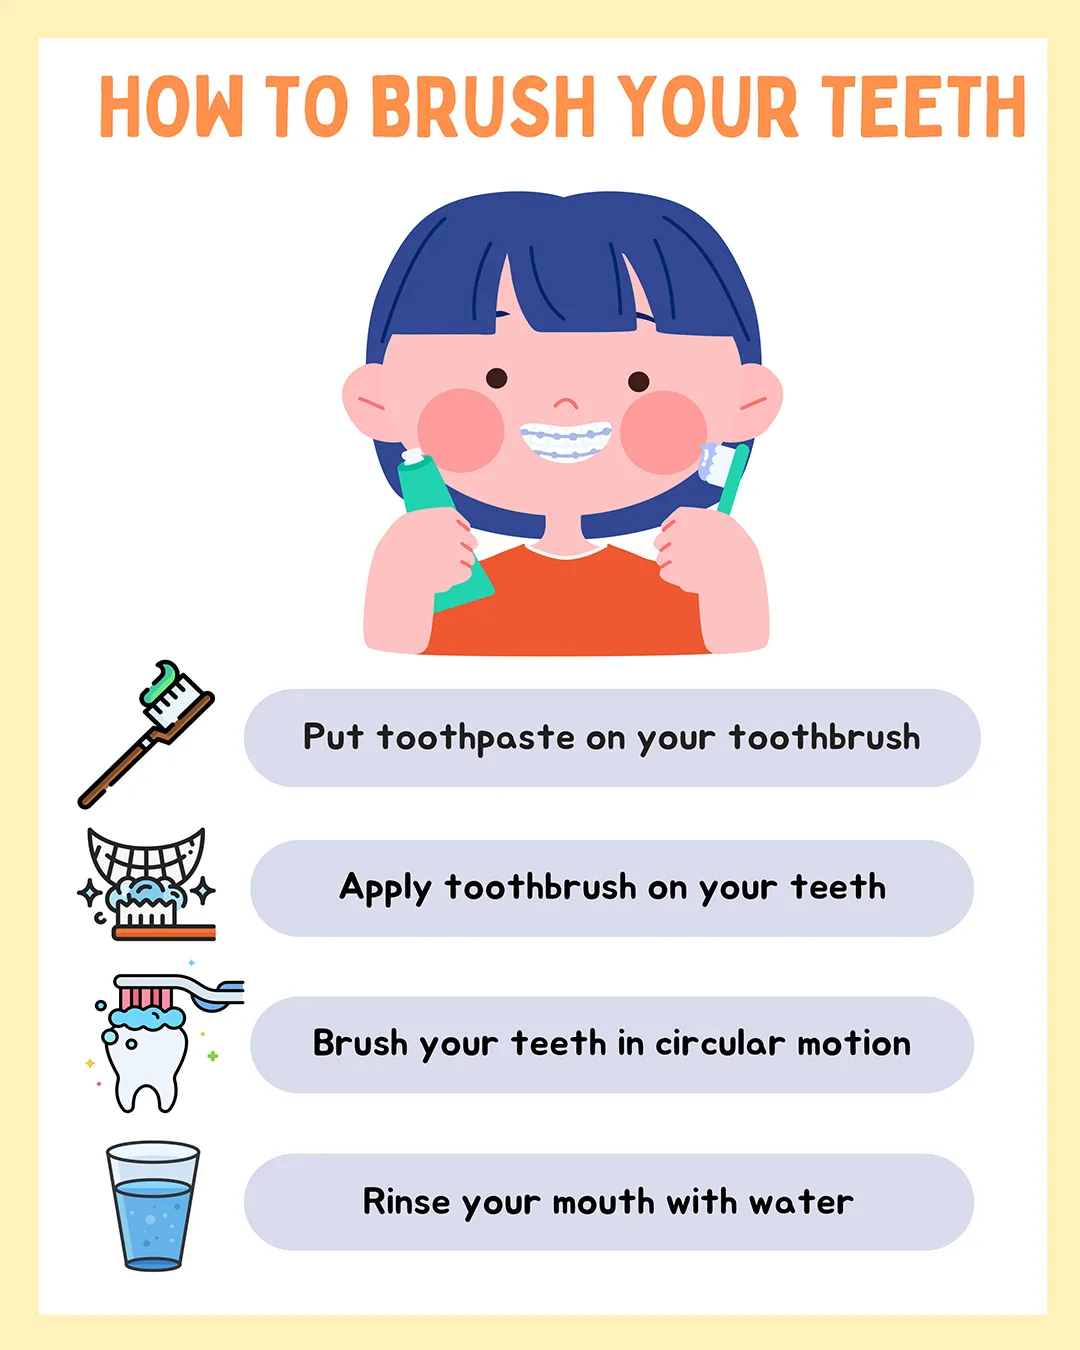 HOW TO BRUSH YOUR TEETH
Put toothpaste on your toothbrush
Apply toothbrush on your teeth
Brush your teeth in circular motion
Rinse your mouth with water